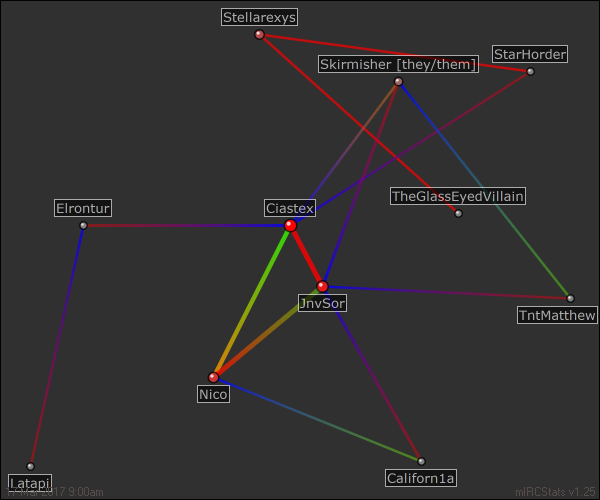 Stellarexys
StarHorder
Skirmisher [they/them]
TheGlassEyedVillain
Elrontur
Ciastex
JnvSor
TntMatthew
Nico
Californ1a
Latapi
2017 9:00am
mIRCStats v1.25